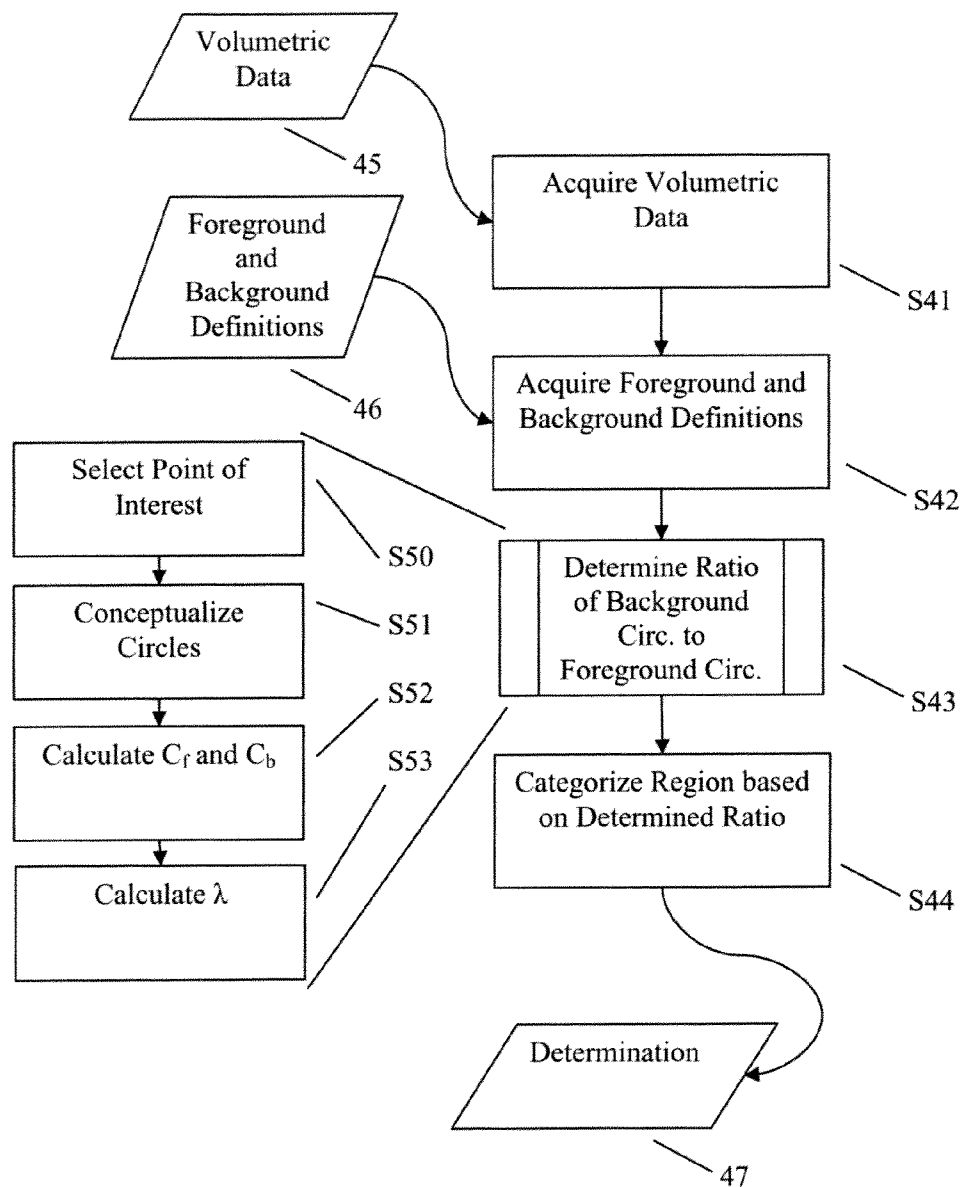 Volumetric
Data
45
Acquire Volumetric
Data
S41
Foreground
and
Background
Definitions
46
Acquire Foreground and
Background Definitions
S42
Select Point of
Interest
S50
Conceptualize
Circles
S51
Calculate Cf and Cb
S52
Calculate λ
S53
Determine Ratio
of Background
Circ. to
Foreground Circ.
S43
Categorize Region based
on Determined Ratio
S44
Determination
47